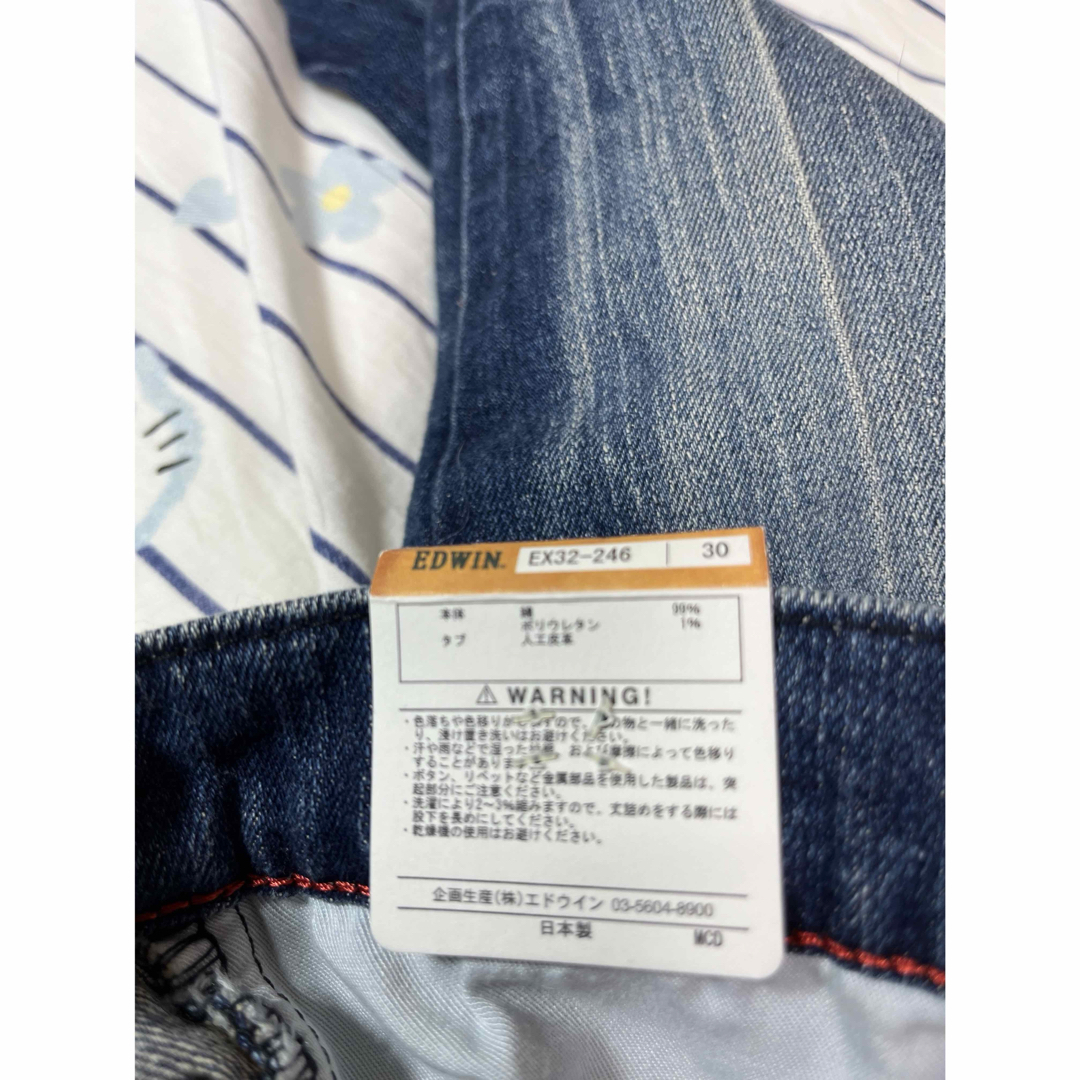 EDWIN. EX32-246 30
本体 綿 99%
ポリウレタン 1%
タブ 人工皮革
⚠ WARNING!
・色落ちや色移りが ますので、 の物と一緒に洗った
り、浸け置き洗いはお避けください。
・汗や雨などで湿った 、および摩擦によって色移り
することがあります
・ボタン、リベットなど金属部品を使用した製品は、突
起部分にご注意ください。
・洗濯により2〜3%縮みますので、丈詰めをする際には
股下を長めにしてください。
・乾燥機の使用はお避けください。
企画生産(株)エドウイン 03-5604-8900
日本製 MCD